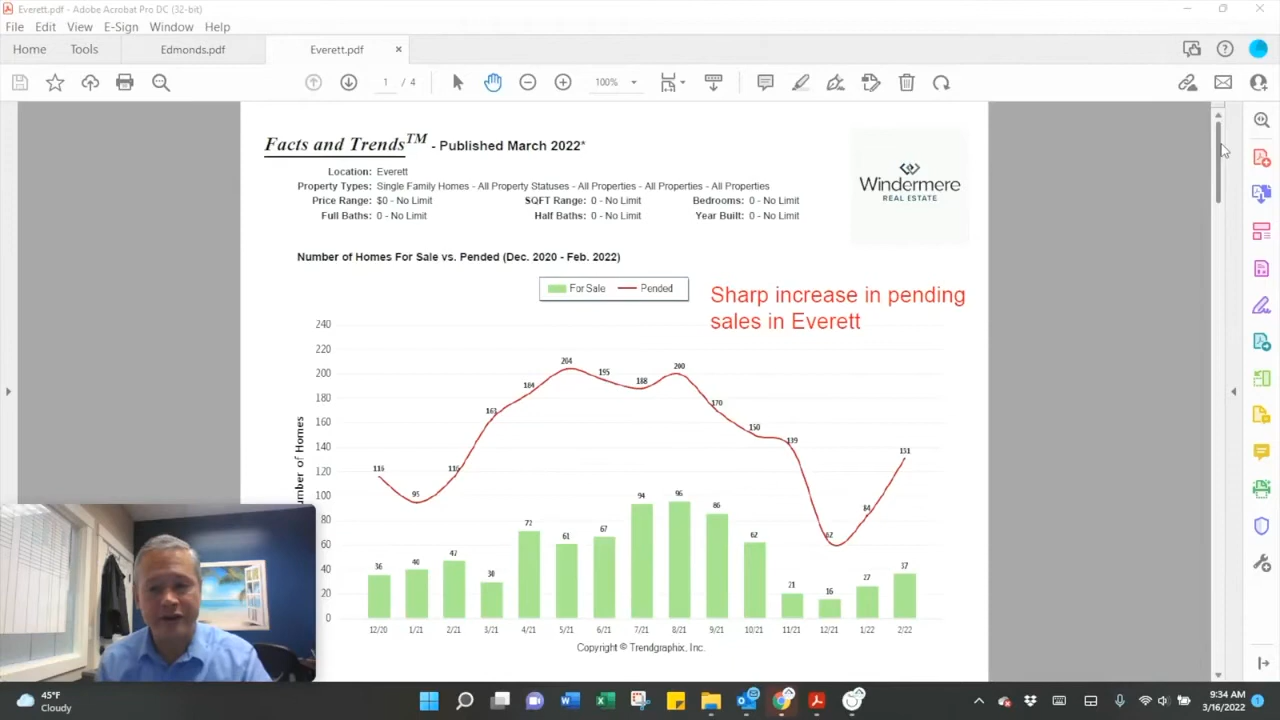 Everett.pdf - Adobe Acrobat Pro DC (32-bit)
File Edit View E-Sign Window Help
Home Tools Edmonds.pdf Everett.pdf ×
1 / 4 100%
Facts and Trends™ - Published March 2022*
Windermere
REAL ESTATE
Location: Everett
Property Types: Single Family Homes - All Property Statuses - All Properties - All Properties - All Properties
Price Range: $0 - No Limit SQFT Range: 0 - No Limit Bedrooms: 0 - No Limit
Full Baths: 0 - No Limit Half Baths: 0 - No Limit Year Built: 0 - No Limit
Number of Homes For Sale vs. Pended (Dec. 2020 - Feb. 2022)
For Sale Pended
Sharp increase in pending
sales in Everett
240
220
200
180
160
140
120
100
80
60
40
20
0
204
200
195
188
184
170
163
150
139
131
116
116
95
84
62
36 40 47 30 72 61 67 94 96 86 62 21 16 27 37
12/20 1/21 2/21 3/21 4/21 5/21 6/21 7/21 8/21 9/21 10/21 11/21 12/21 1/22 2/22
Copyright © Trendgraphix, Inc.
45°F
Cloudy
9:34 AM
3/16/2022